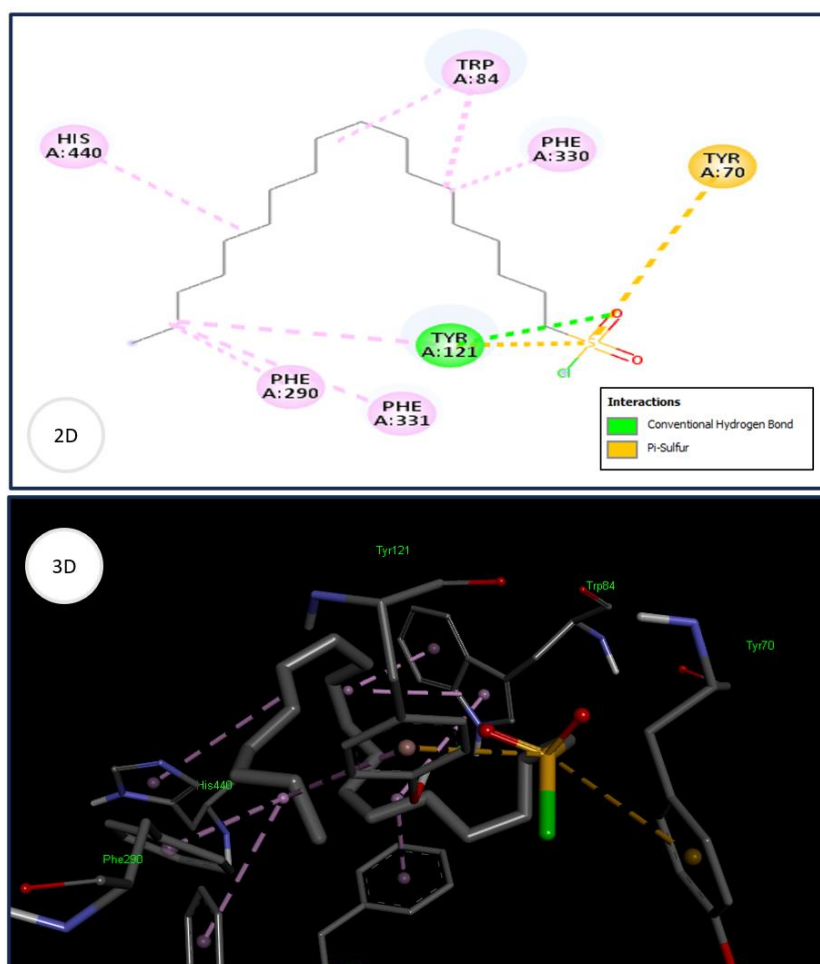 TRP
A:84
HIS
A:440
PHE
A:330
TYR
A:70
TYR
A:121
O
S
O
Cl
PHE
A:290
PHE
A:331
Interactions
Conventional Hydrogen Bond
Pi-Sulfur
2D
3D
Tyr121
Trp84
Tyr70
His440
Phe290